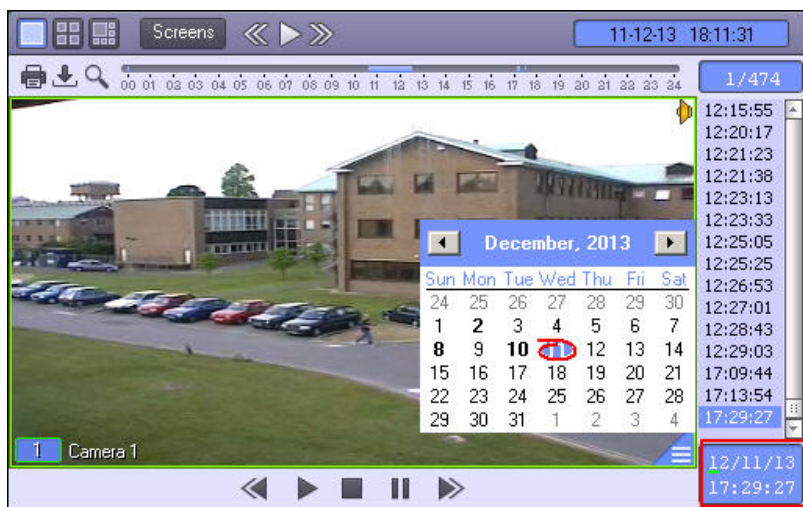 Screens
11-12-13 18:11:31
00 01 02 03 04 05 06 07 08 09 10 11 12 13 14 15 16 17 18 19 20 21 22 23 24
1/474
12:15:55
12:20:17
12:21:23
12:21:38
12:23:13
12:23:33
12:25:05
12:25:25
12:26:53
12:27:01
12:28:43
12:29:03
17:09:44
17:13:54
17:29:27
December, 2013
Sun Mon Tue Wed Thu Fri Sat
24 25 26 27 28 29 30
1 2 3 4 5 6 7
8 9 10 11 12 13 14
15 16 17 18 19 20 21
22 23 24 25 26 27 28
29 30 31 1 2 3 4
1 Camera 1
12/11/13
17:29:27